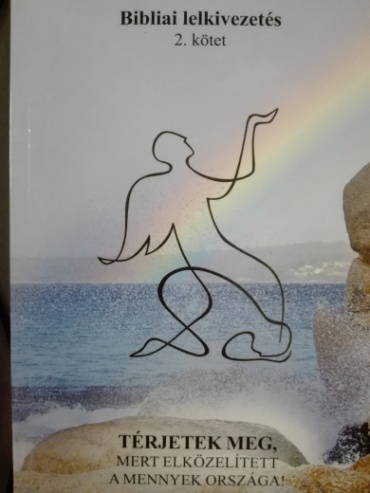 Bibliai lelkivezetés
2. kötet
TÉRJETEK MEG,
MERT ELKÖZELÍTETT
A MENNYEK ORSZÁGA!